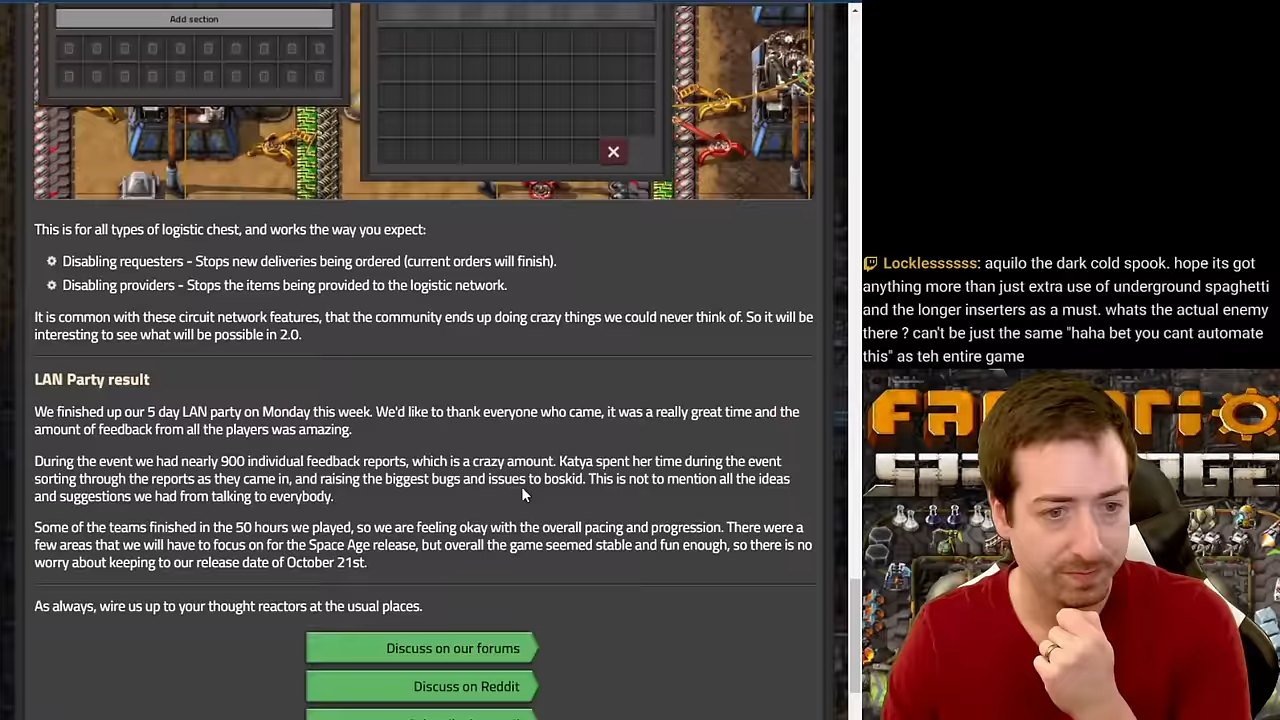 Add section
This is for all types of logistic chest, and works the way you expect:
Disabling requesters - Stops new deliveries being ordered (current orders will finish).
Disabling providers - Stops the items being provided to the logistic network.
It is common with these circuit network features, that the community ends up doing crazy things we could never think of. So it will be
interesting to see what will be possible in 2.0.
LAN Party result
We finished up our 5 day LAN party on Monday this week. We'd like to thank everyone who came, it was a really great time and the
amount of feedback from all the players was amazing.
During the event we had nearly 900 individual feedback reports, which is a crazy amount. Katya spent her time during the event
sorting through the reports as they came in, and raising the biggest bugs and issues to boskid. This is not to mention all the ideas
and suggestions we had from talking to everybody.
Some of the teams finished in the 50 hours we played, so we are feeling okay with the overall pacing and progression. There were a
few areas that we will have to focus on for the Space Age release, but overall the game seemed stable and fun enough, so there is no
worry about keeping to our release date of October 21st.
As always, wire us up to your thought reactors at the usual places.
Discuss on our forums
Discuss on Reddit
Locklessssss: aquilo the dark cold spook. hope its got
anything more than just extra use of underground spaghetti
and the longer inserters as a must. whats the actual enemy
there ? can't be just the same "haha bet you cant automate
this" as teh entire game